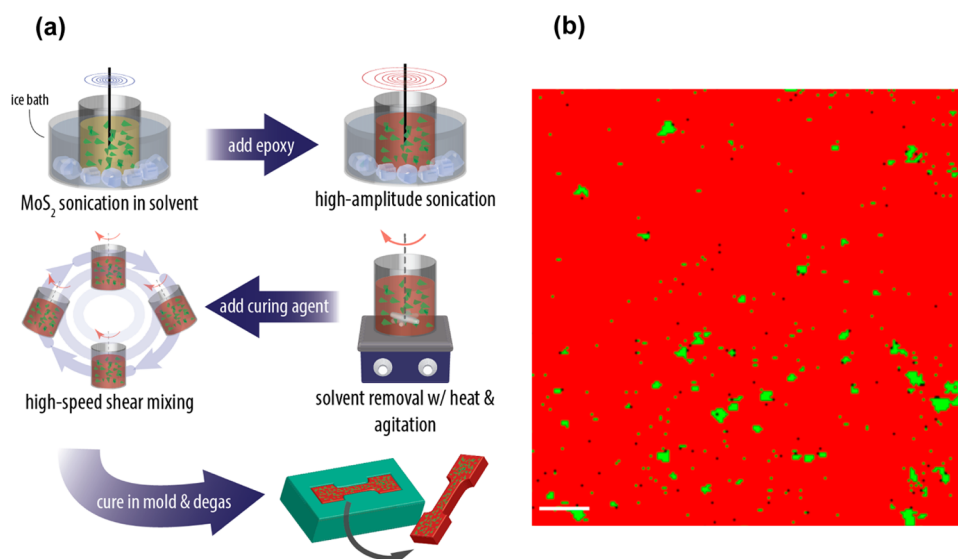 (a)
(b)
ice bath
add epoxy
MoS₂ sonication in solvent
high-amplitude sonication
add curing agent
high-speed shear mixing
solvent removal w/ heat &
agitation
cure in mold & degas